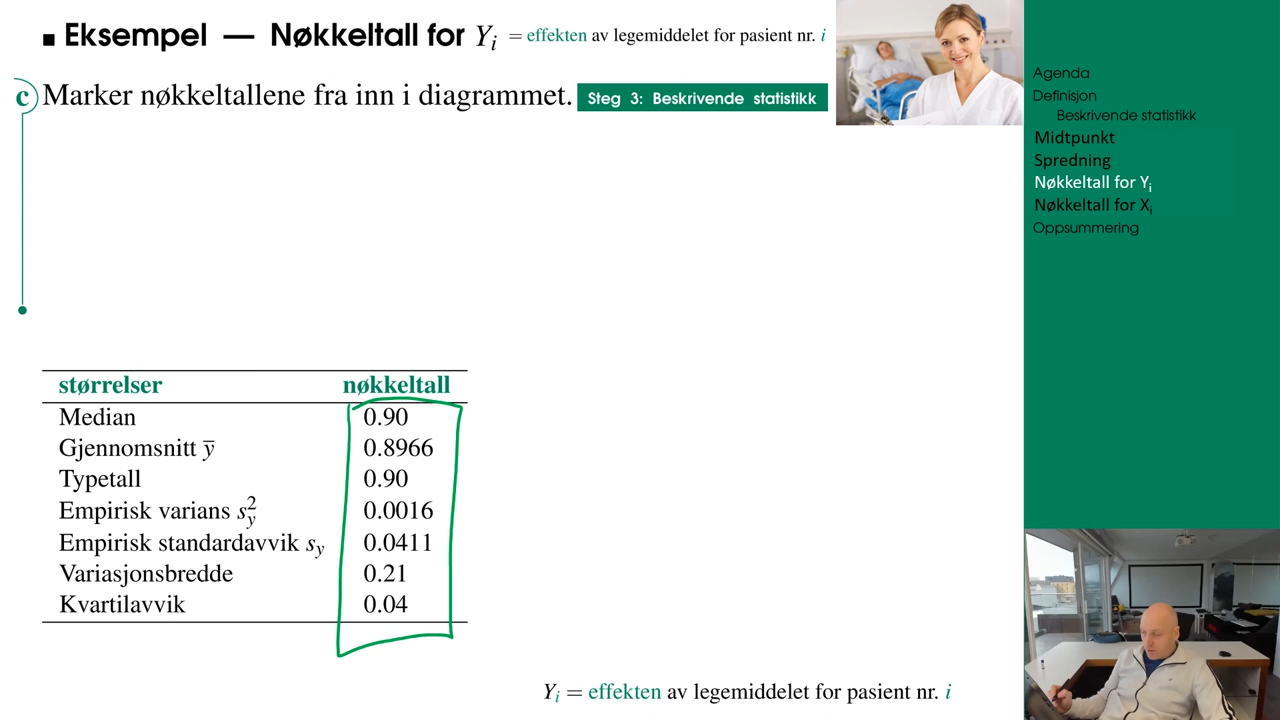 Eksempel — Nøkkeltall for Yᵢ = effekten av legemiddelet for pasient nr. i
c Marker nøkkeltallene fra inn i diagrammet. Steg 3: Beskrivende statistikk
størrelser nøkkeltall
Median 0.90
Gjennomsnitt y̅ 0.8966
Typetall 0.90
Empirisk varians s²y 0.0016
Empirisk standardavvik sy 0.0411
Variasjonsbredde 0.21
Kvartilavvik 0.04
Yᵢ = effekten av legemiddelet for pasient nr. i
Agenda
Definisjon
Beskrivende statistikk
Midtpunkt
Spredning
Nøkkeltall for Yᵢ
Nøkkeltall for Xᵢ
Oppsummering